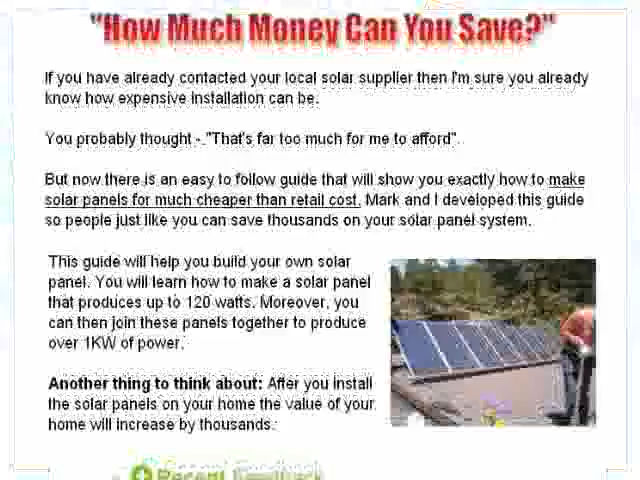 "How Much Money Can You Save?"
If you have already contacted your local solar supplier then I'm sure you already
know how expensive installation can be.
You probably thought - "That's far too much for me to afford".
But now there is an easy to follow guide that will show you exactly how to make
solar panels for much cheaper than retail cost. Mark and I developed this guide
so people just like you can save thousands on your solar panel system.
This guide will help you build your own solar
panel. You will learn how to make a solar panel
that produces up to 120 watts. Moreover, you
can then join these panels together to produce
over 1KW of power.
Another thing to think about: After you install
the solar panels on your home the value of your
home will increase by thousands.
Recent Feedback